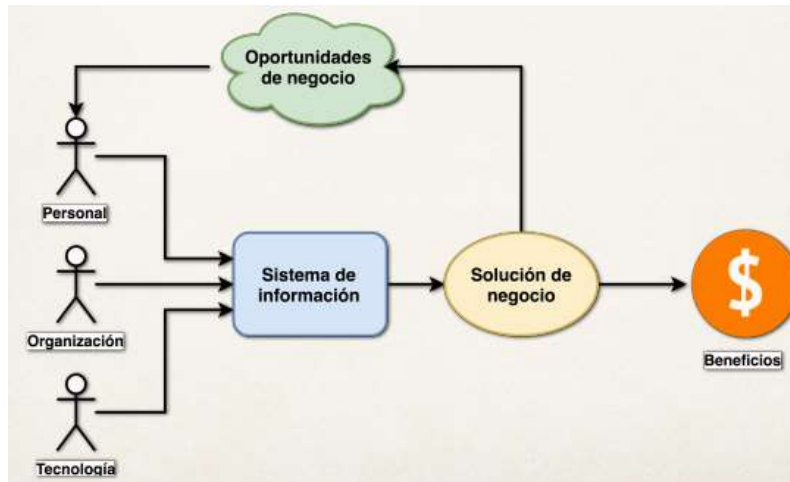 Oportunidades
de negocio
Personal
Sistema de
información
Solución de
negocio
$
Organización
Beneficios
Tecnología